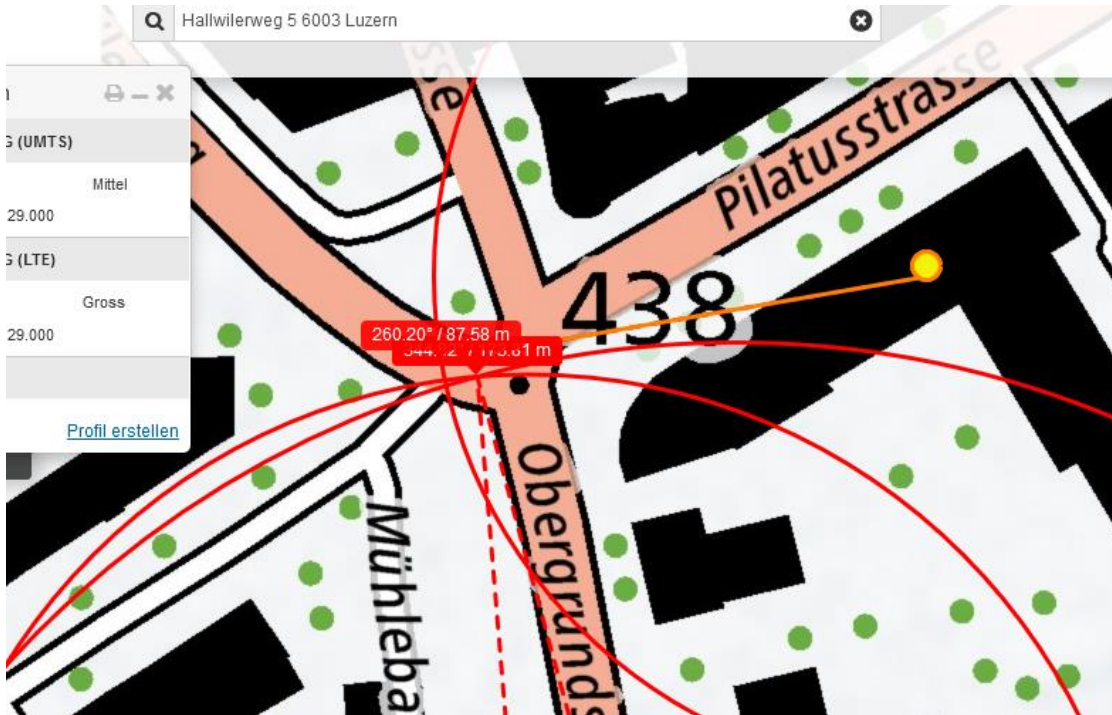 Hallwilerweg 5 6003 Luzern
(UMTS)
Mittel
29.000
(LTE)
Gross
29.000
Profil erstellen
Pilatusstrasse
438
260.20° / 87.58 m
Obergrunds
Mühleba